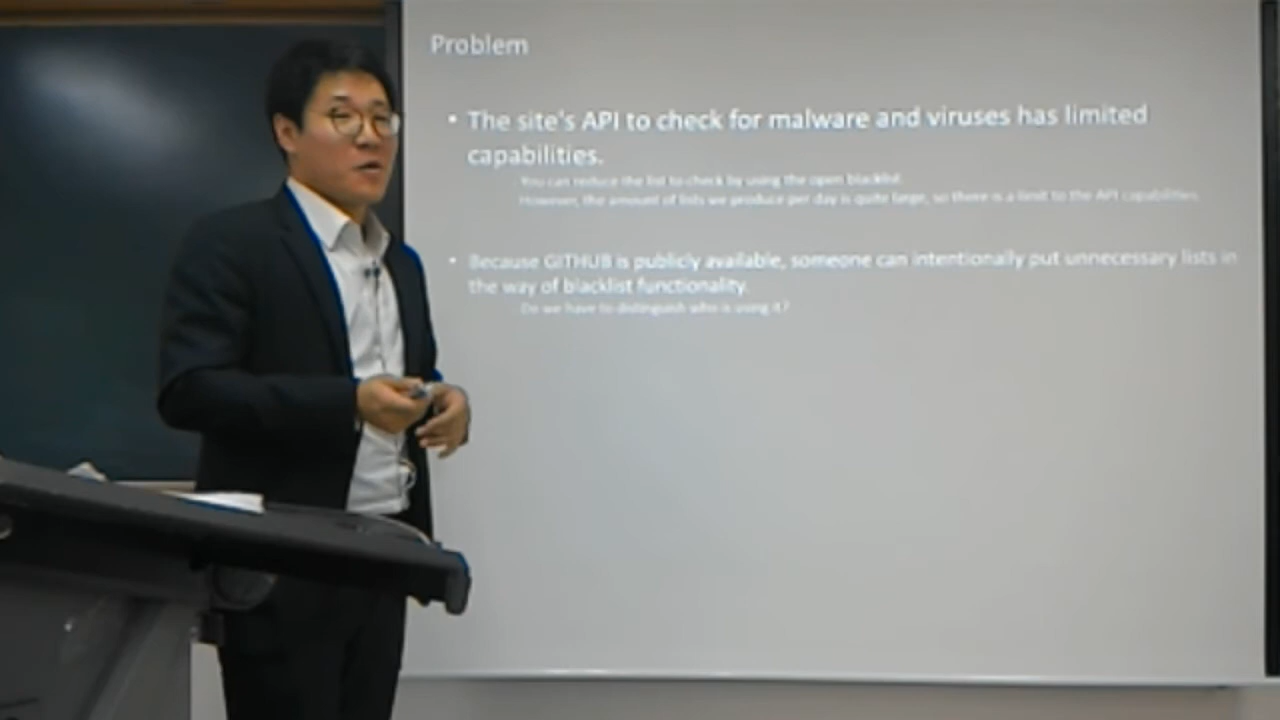 Problem
• The site's API to check for malware and viruses has limited
capabilities.
You can reduce the list to check by using the open blacklist.
However, the amount of lists we produce per day is quite large, so there is a limit to the API capabilities.
• Because GITHUB is publicly available, someone can intentionally put unnecessary lists in
the way of blacklist functionality.
Do we have to distinguish who is using it?